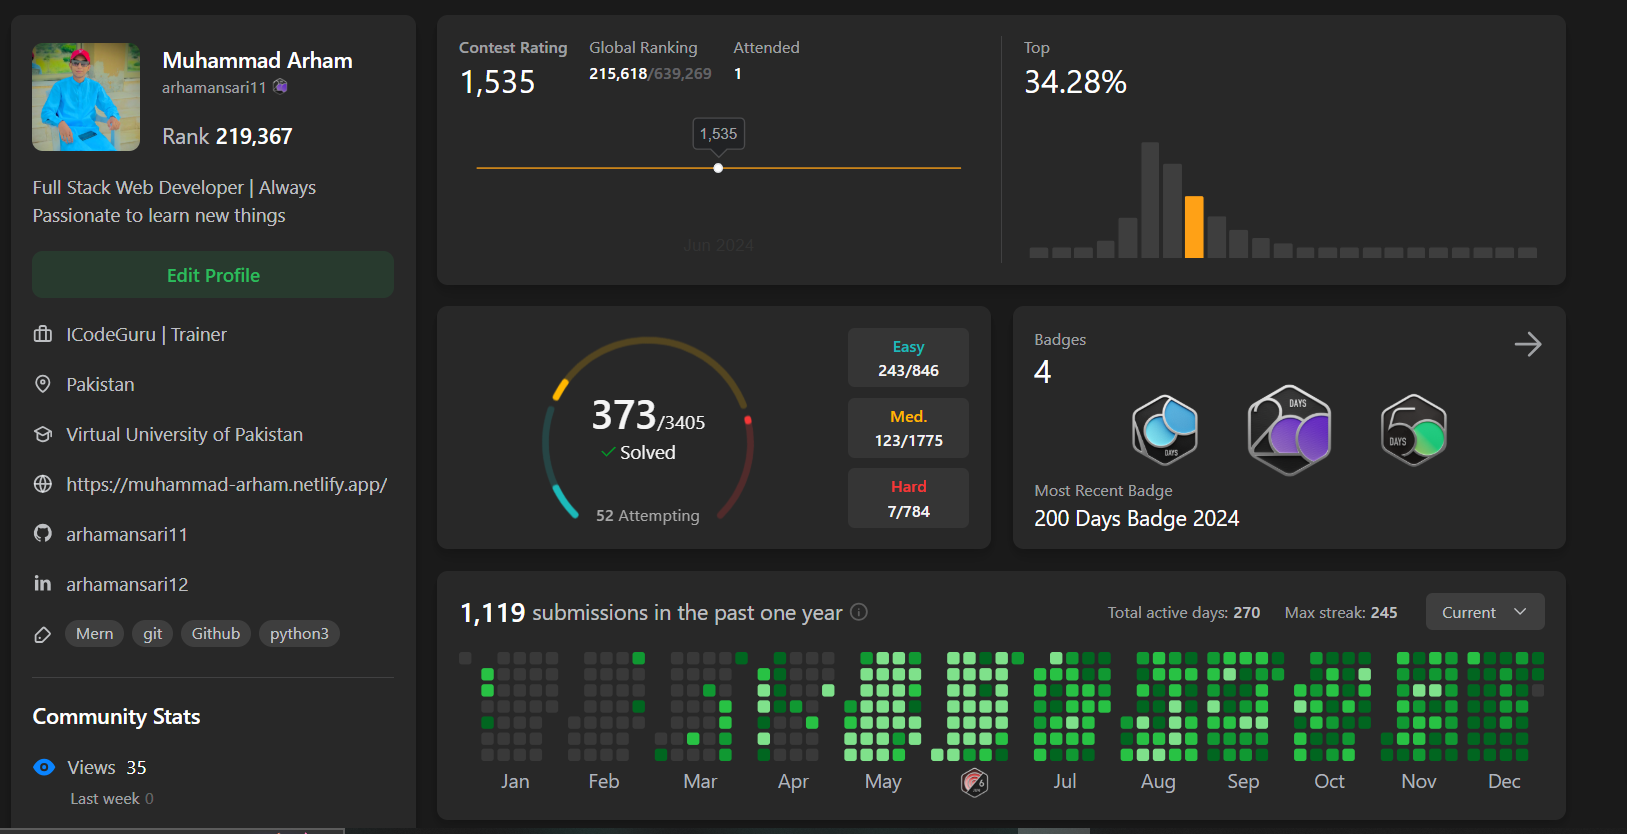 Muhammad Arham
arhamansari11
Rank 219,367
Full Stack Web Developer | Always
Passionate to learn new things
Edit Profile
ICodeGuru | Trainer
Pakistan
Virtual University of Pakistan
https://muhammad-arham.netlify.app/
arhamansari11
arhamansari12
Mern git Github python3
Community Stats
Views 35
Last week 0
Contest Rating Global Ranking Attended
1,535 215,618/639,269 1
1,535
Jun 2024
Top
34.28%
373/3405
Solved
52 Attempting
Easy
243/846
Med.
123/1775
Hard
7/784
Badges
4
DAYS
200 DAYS
50 DAYS
Most Recent Badge
200 Days Badge 2024
1,119 submissions in the past one year
Total active days: 270 Max streak: 245 Current
Jan Feb Mar Apr May 6 Jul Aug Sep Oct Nov Dec